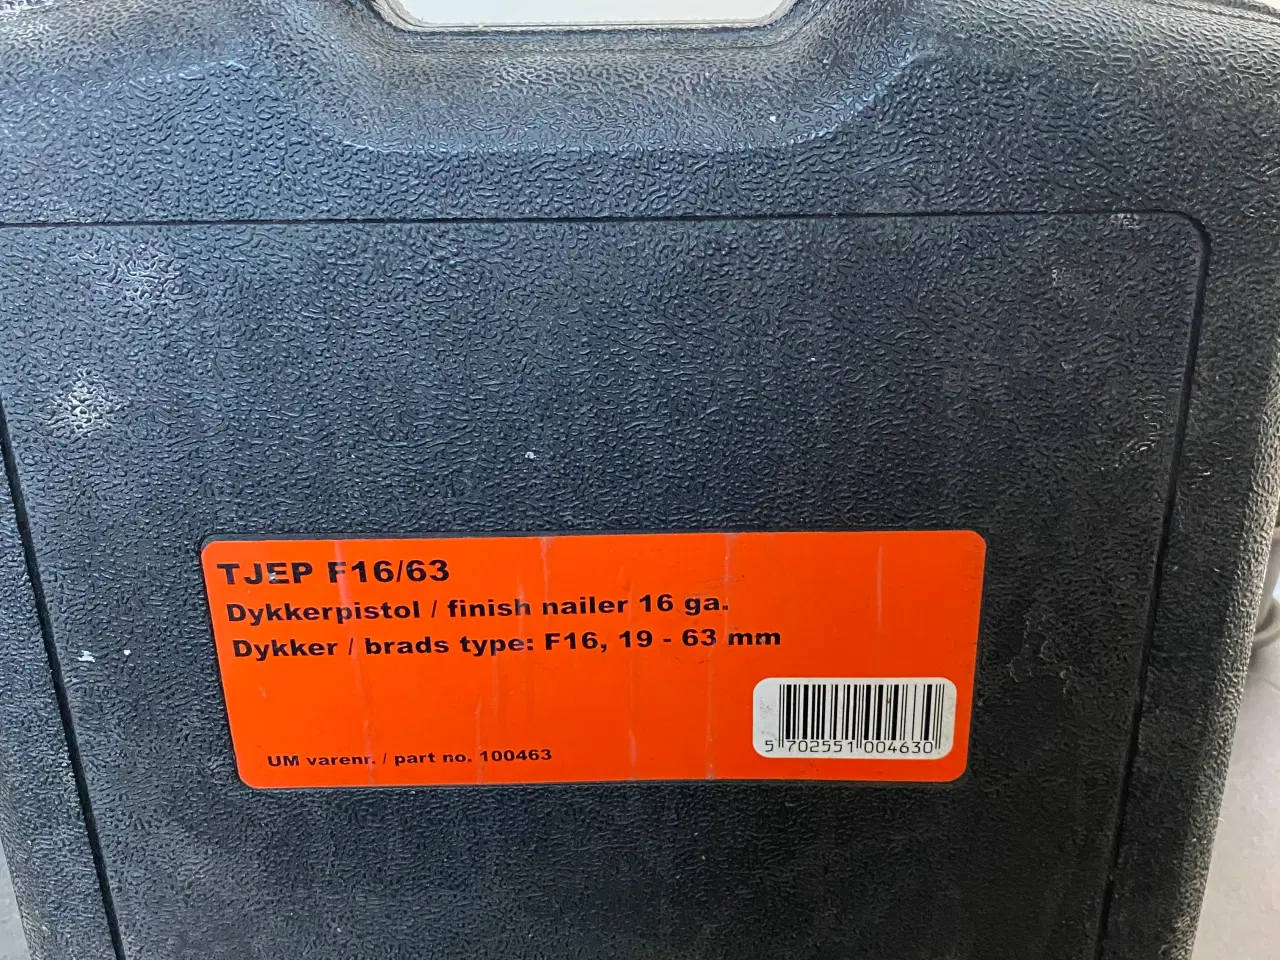 TJEP F16/63
Dykkerpistol / finish nailer 16 ga.
Dykker / brads type: F16, 19 - 63 mm
UM varenr. / part no. 100463
5 702551 004630